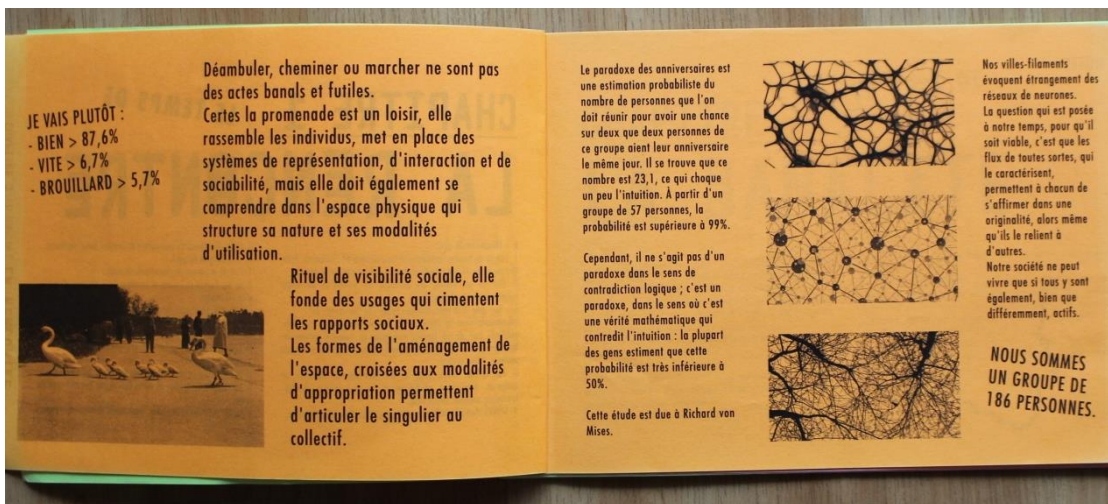 JE VAIS PLUTÔT :
- BIEN > 87,6%
- VITE > 6,7%
- BROUILLARD > 5,7%
Déambuler, cheminer ou marcher ne sont pas
des actes banals et futiles.
Certes la promenade est un loisir, elle
rassemble les individus, met en place des
systèmes de représentation, d'interaction et de
sociabilité, mais elle doit également se
comprendre dans l'espace physique qui
structure sa nature et ses modalités
d'utilisation.
Rituel de visibilité sociale, elle
fonde des usages qui cimentent
les rapports sociaux.
Les formes de l'aménagement de
l'espace, croisées aux modalités
d'appropriation permettent
d'articuler le singulier au
collectif.
Le paradoxe des anniversaires est
une estimation probabiliste du
nombre de personnes que l'on
doit réunir pour avoir une chance
sur deux que deux personnes de
ce groupe aient leur anniversaire
le même jour. Il se trouve que ce
nombre est 23,1, ce qui choque
un peu l'intuition. À partir d'un
groupe de 57 personnes, la
probabilité est supérieure à 99%.
Cependant, il ne s'agit pas d'un
paradoxe dans le sens de
contradiction logique ; c'est un
paradoxe, dans le sens où c'est
une vérité mathématique qui
contredit l'intuition : la plupart
des gens estiment que cette
probabilité est très inférieure à
50%.
Cette étude est due à Richard von
Mises.
Nos villes-filaments
évoquent étrangement des
réseaux de neurones.
La question qui est posée
à notre temps, pour qu'il
soit viable, c'est que les
flux de toutes sortes, qui
le caractérisent,
permettent à chacun de
s'affirmer dans une
originalité, alors même
qu'ils le relient à
d'autres.
Notre société ne peut
vivre que si tous y sont
également, bien que
différemment, actifs.
NOUS SOMMES
UN GROUPE DE
186 PERSONNES.